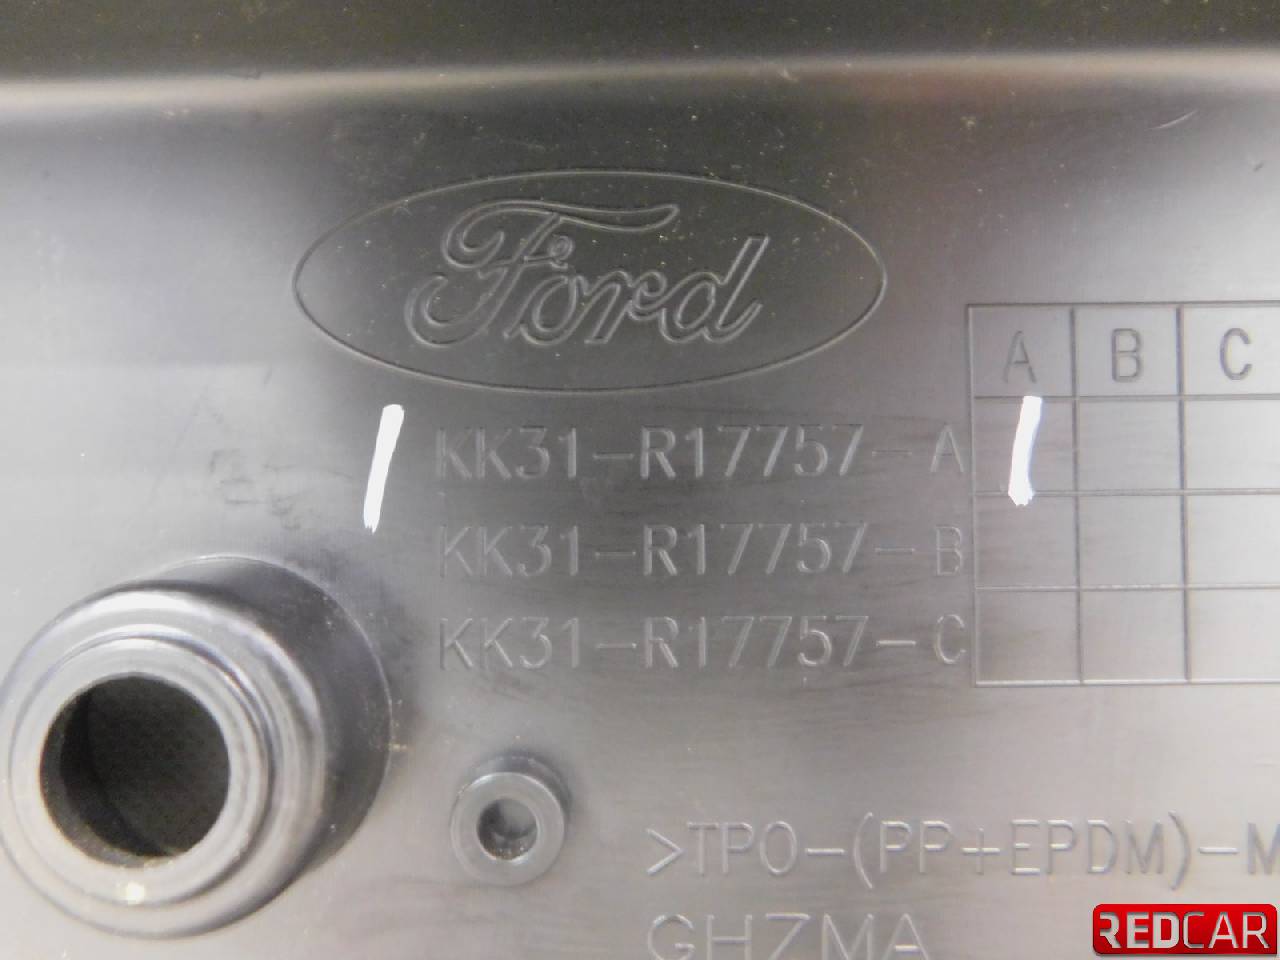 Ford
A B C
KK31-R17757-A
KK31-R17757-B
KK31-R17757-C
>TPO-(PP+EPDM)-M
GHZMA
REDCAR